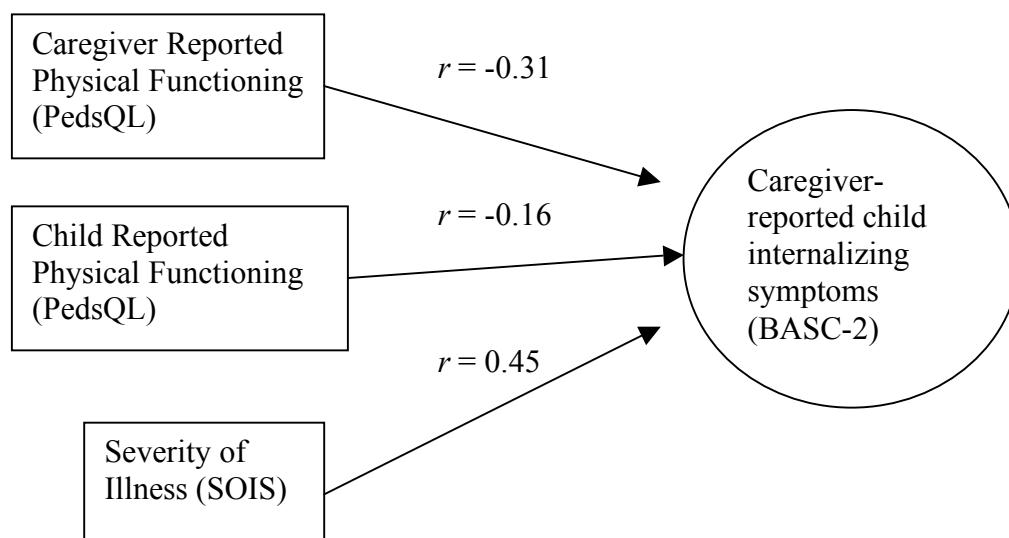 Caregiver Reported
Physical Functioning
(PedsQL)
r = -0.31
Child Reported
Physical Functioning
(PedsQL)
r = -0.16
Severity of
Illness (SOIS)
r = 0.45
Caregiver-
reported child
internalizing
symptoms
(BASC-2)